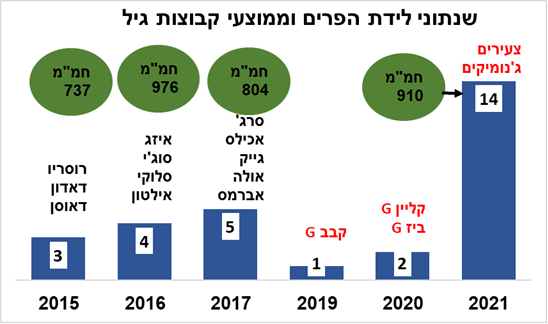 שנתוני לידת הפרים וממוצעי קבוצות גיל
חמ"מ
737
חמ"מ
976
חמ"מ
804
חמ"מ
910
צעירים
ג'נומיקים
רוסריו
דאדון
דאוסן
איזג
סוג'י
סלוקי
אילטון
סרג'
אכילס
גייק
אולה
אברמס
קבב G
קליין G
ביז G
3
4
5
1
2
14
2015
2016
2017
2019
2020
2021